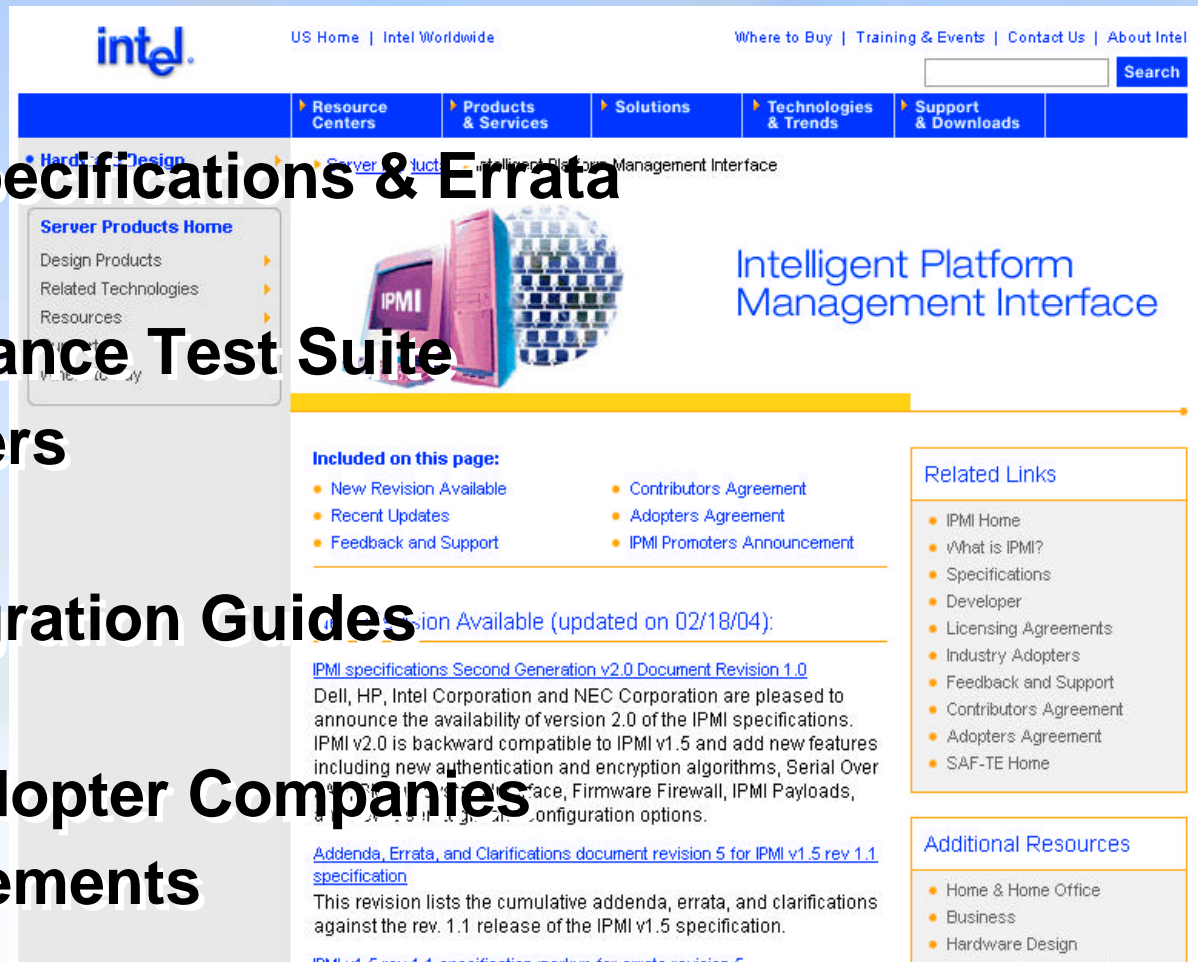 intel.
US Home | Intel Worldwide
Where to Buy | Training & Events | Contact Us | About Intel
Search
Resource Centers
Products & Services
Solutions
Technologies & Trends
Support & Downloads
Design
Management Interface
ecifications & Errata
Server Products Home
Design Products
Related Technologies
Resources
IPMI
Intelligent Platform
Management Interface
ance Test Suite
ers
Included on this page:
New Revision Available
Recent Updates
Feedback and Support
Contributors Agreement
Adopters Agreement
IPMI Promoters Announcement
Related Links
IPMI Home
What is IPMI?
Specifications
Developer
Licensing Agreements
Industry Adopters
Feedback and Support
Contributors Agreement
Adopters Agreement
SAF-TE Home
gration Guides
Available (updated on 02/18/04):
IPMI specifications Second Generation v2.0 Document Revision 1.0
Dell, HP, Intel Corporation and NEC Corporation are pleased to
announce the availability of version 2.0 of the IPMI specifications.
IPMI v2.0 is backward compatible to IPMI v1.5 and add new features
including new authentication and encryption algorithms, Serial Over
Firmware Firewall, IPMI Payloads,
configuration options.
dopter Companies
ements
Addenda, Errata, and Clarifications document revision 5 for IPMI v1.5 rev 1.1
specification
This revision lists the cumulative addenda, errata, and clarifications
against the rev. 1.1 release of the IPMI v1.5 specification.
Additional Resources
Home & Home Office
Business
Hardware Design